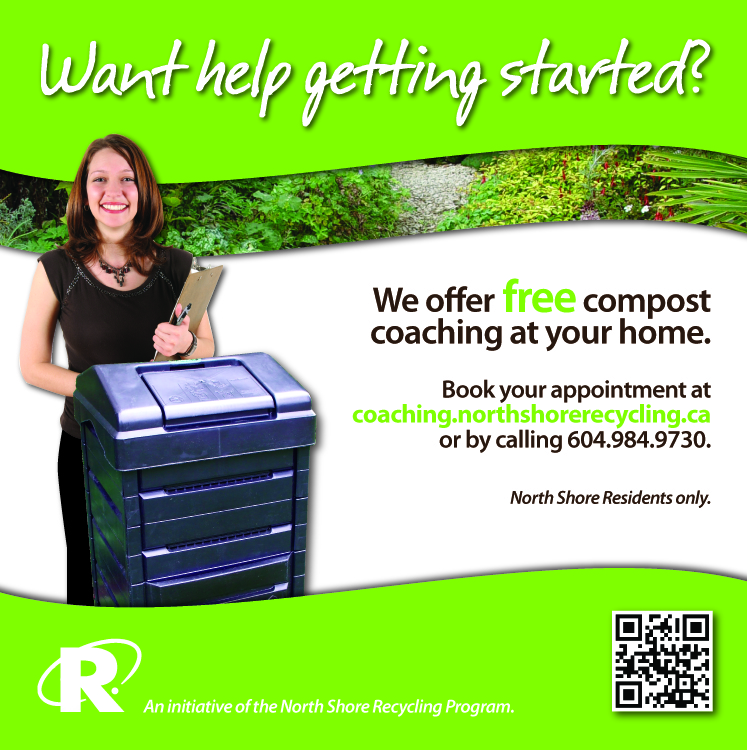 Want help getting started?
We offer free compost
coaching at your home.
Book your appointment at
coaching.northshorerecycling.ca
or by calling 604.984.9730.
North Shore Residents only.
R.
An initiative of the North Shore Recycling Program.